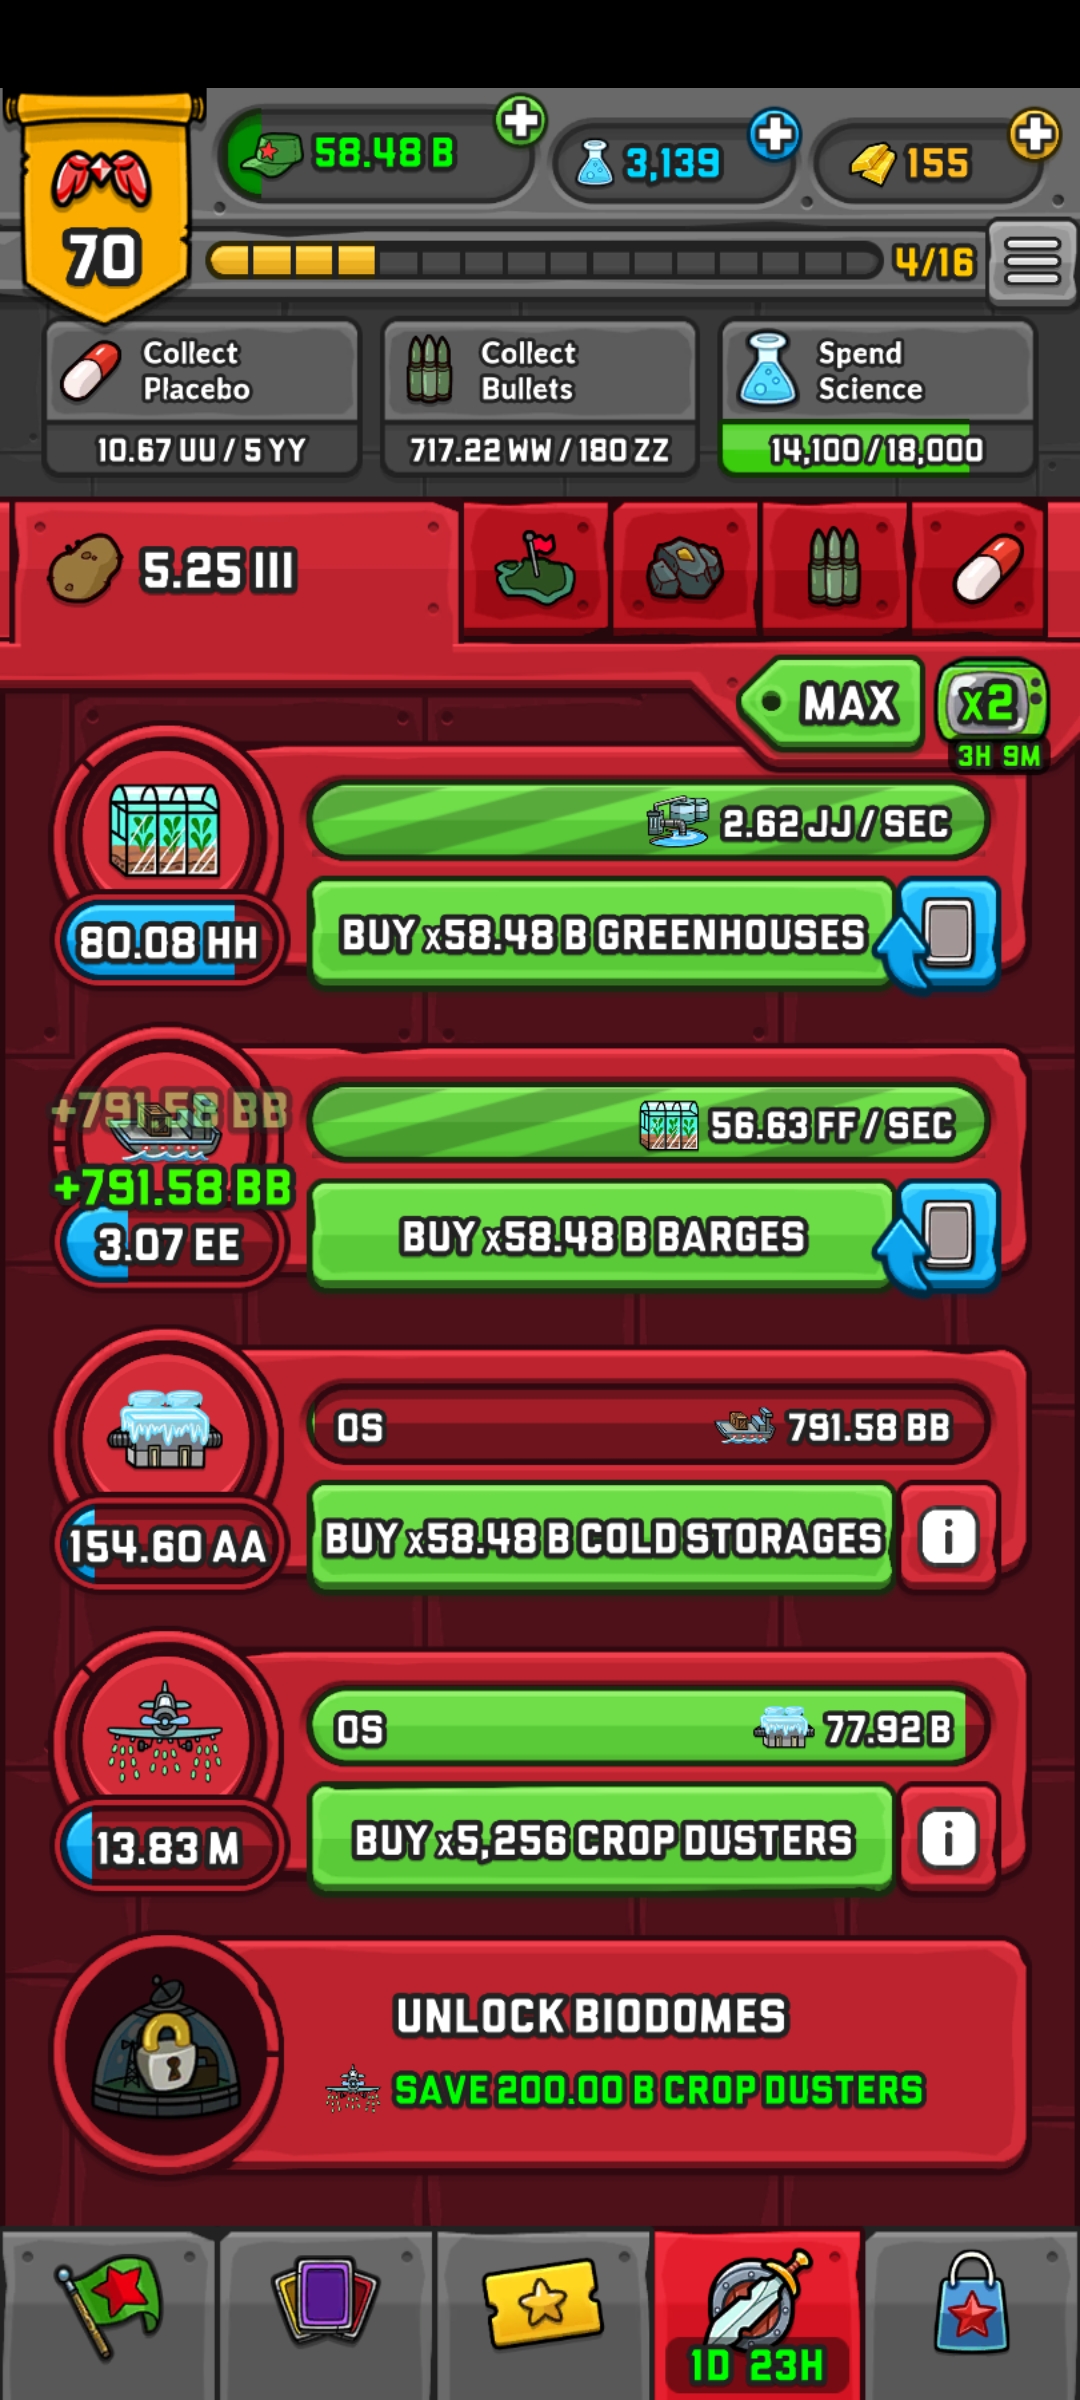 70
58.48 B
3,139
155
4/16
Collect
Placebo
10.67 UU / 5 YY
Collect
Bullets
717.22 WW / 180 ZZ
Spend
Science
14,100 / 18,000
5.25 III
MAX
x2
3H 9M
2.62 JJ / SEC
80.08 HH
BUY x58.48 B GREENHOUSES
+791.58 BB
56.63 FF / SEC
+791.58 BB
3.07 EE
BUY x58.48 B BARGES
0S
791.58 BB
154.60 AA
BUY x58.48 B COLD STORAGES
i
0S
77.92 B
13.83 M
BUY x5,256 CROP DUSTERS
i
UNLOCK BIODOMES
SAVE 200.00 B CROP DUSTERS
1D 23H